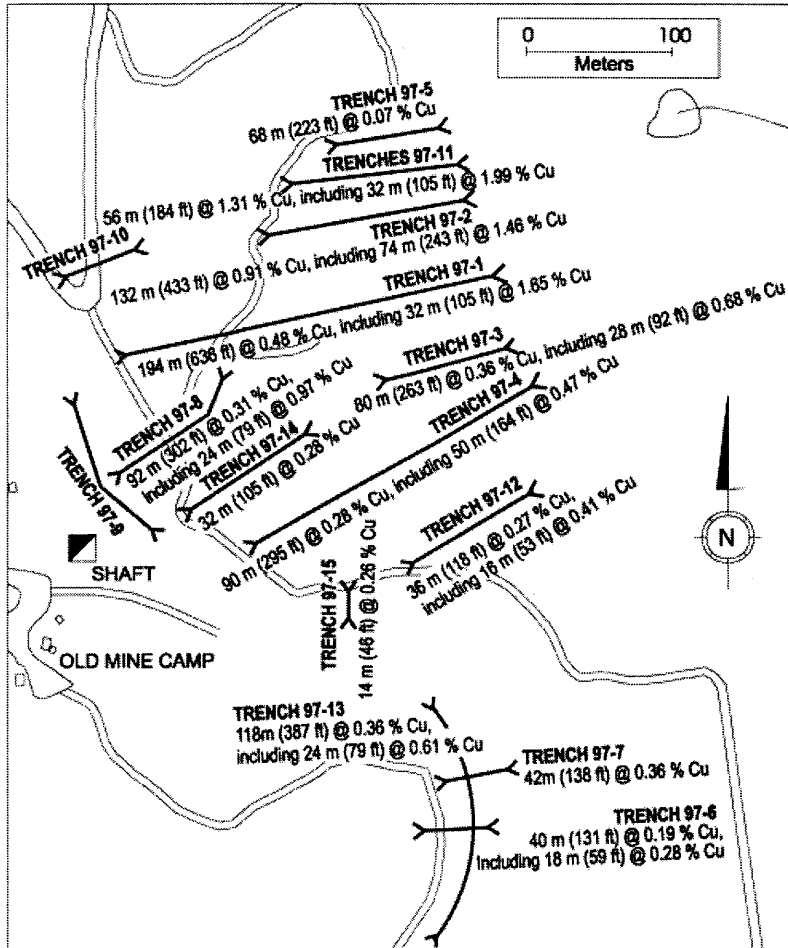 0 100
Meters
TRENCH 97-5
68 m (223 ft) @ 0.07 % Cu
TRENCHES 97-11
56 m (184 ft) @ 1.31 % Cu, including 32 m (105 ft) @ 1.99 % Cu
TRENCH 97-2
132 m (433 ft) @ 0.91 % Cu, including 74 m (243 ft) @ 1.46 % Cu
TRENCH 97-10
TRENCH 97-1
194 m (636 ft) @ 0.48 % Cu, including 32 m (105 ft) @ 1.65 % Cu
TRENCH 97-3
80 m (263 ft) @ 0.36 % Cu, including 28 m (92 ft) @ 0.68 % Cu
TRENCH 97-8
92 m (302 ft) @ 0.31 % Cu,
including 24 m (79 ft) @ 0.97 % Cu
TRENCH 97-14
32 m (105 ft) @ 0.28 % Cu
TRENCH 97-4
90 m (295 ft) @ 0.28 % Cu, including 50 m (164 ft) @ 0.47 % Cu
TRENCH 97-9
TRENCH 97-12
36 m (118 ft) @ 0.27 % Cu,
including 16 m (53 ft) @ 0.41 % Cu
N
SHAFT
TRENCH 97-15
14 m (46 ft) @ 0.26 % Cu
OLD MINE CAMP
TRENCH 97-13
118m (387 ft) @ 0.36 % Cu,
including 24 m (79 ft) @ 0.61 % Cu
TRENCH 97-7
42m (138 ft) @ 0.36 % Cu
TRENCH 97-6
40 m (131 ft) @ 0.19 % Cu,
Including 18 m (59 ft) @ 0.28 % Cu